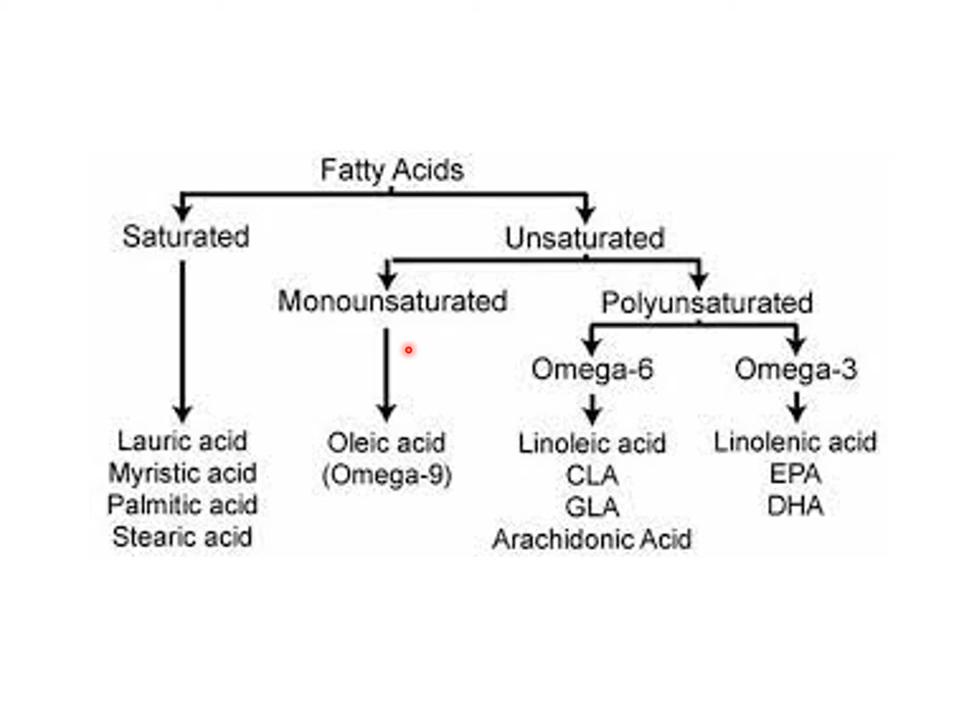 Fatty Acids
Saturated
Unsaturated
Monounsaturated
Polyunsaturated
Omega-6
Omega-3
Lauric acid
Myristic acid
Palmitic acid
Stearic acid
Oleic acid
(Omega-9)
Linoleic acid
CLA
GLA
Arachidonic Acid
Linolenic acid
EPA
DHA